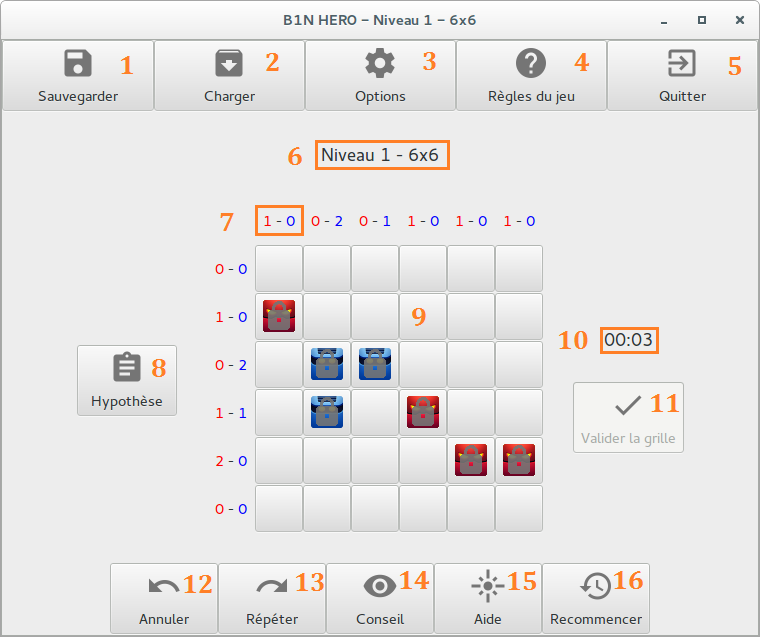 B1N HERO – Niveau 1 – 6x6
1 2 3 4 5
Sauvegarder Charger Options Règles du jeu Quitter
6 Niveau 1 - 6x6
7 1 - 0 0 - 2 0 - 1 1 - 0 1 - 0 1 - 0
0 - 0
1 - 0 9
10 00:03
0 - 2
8
Hypothèse
11
1 - 1
Valider la grille
2 - 0
0 - 0
12 13 14 15 16
Annuler Répéter Conseil Aide Recommencer